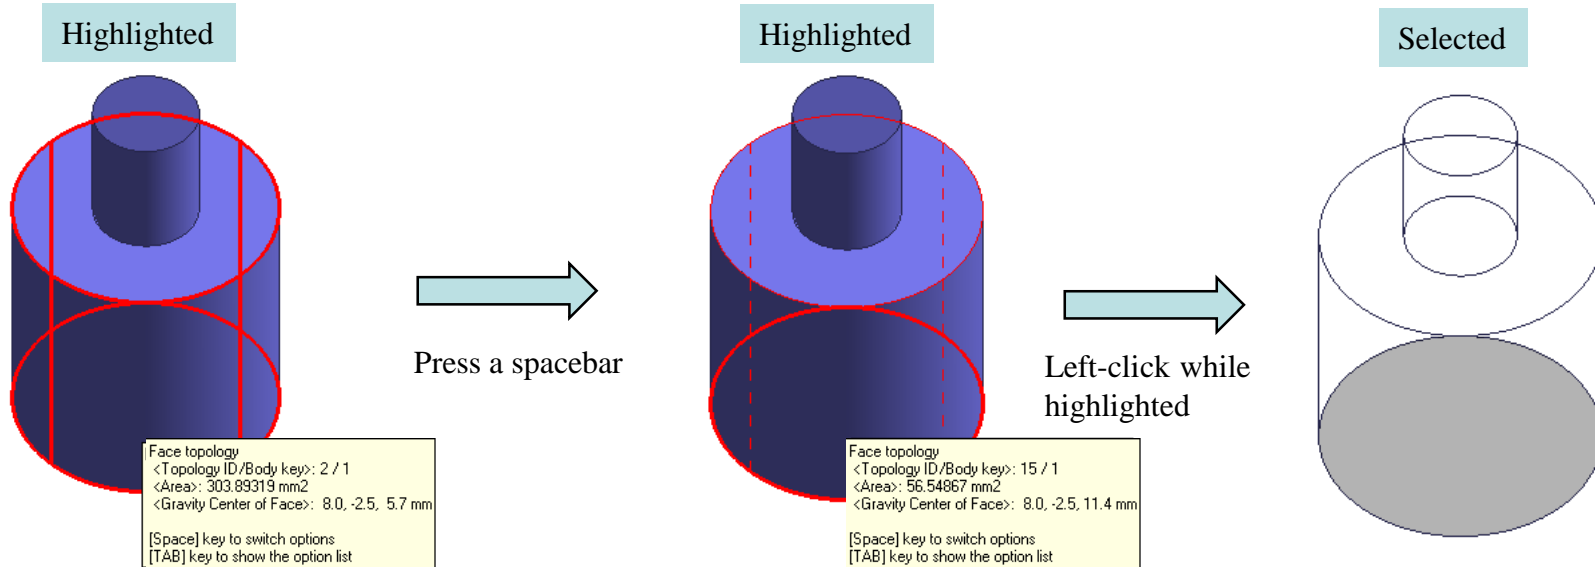 Highlighted
Highlighted
Selected
Press a spacebar
Left-click while
highlighted
Face topology
<Topology ID/Body key>: 2 / 1
<Area>: 303.89319 mm2
<Gravity Center of Face>: 8.0, -2.5, 5.7 mm
[Space] key to switch options
[TAB] key to show the option list
Face topology
<Topology ID/Body key>: 15 / 1
<Area>: 56.54867 mm2
<Gravity Center of Face>: 8.0, -2.5, 11.4 mm
[Space] key to switch options
[TAB] key to show the option list